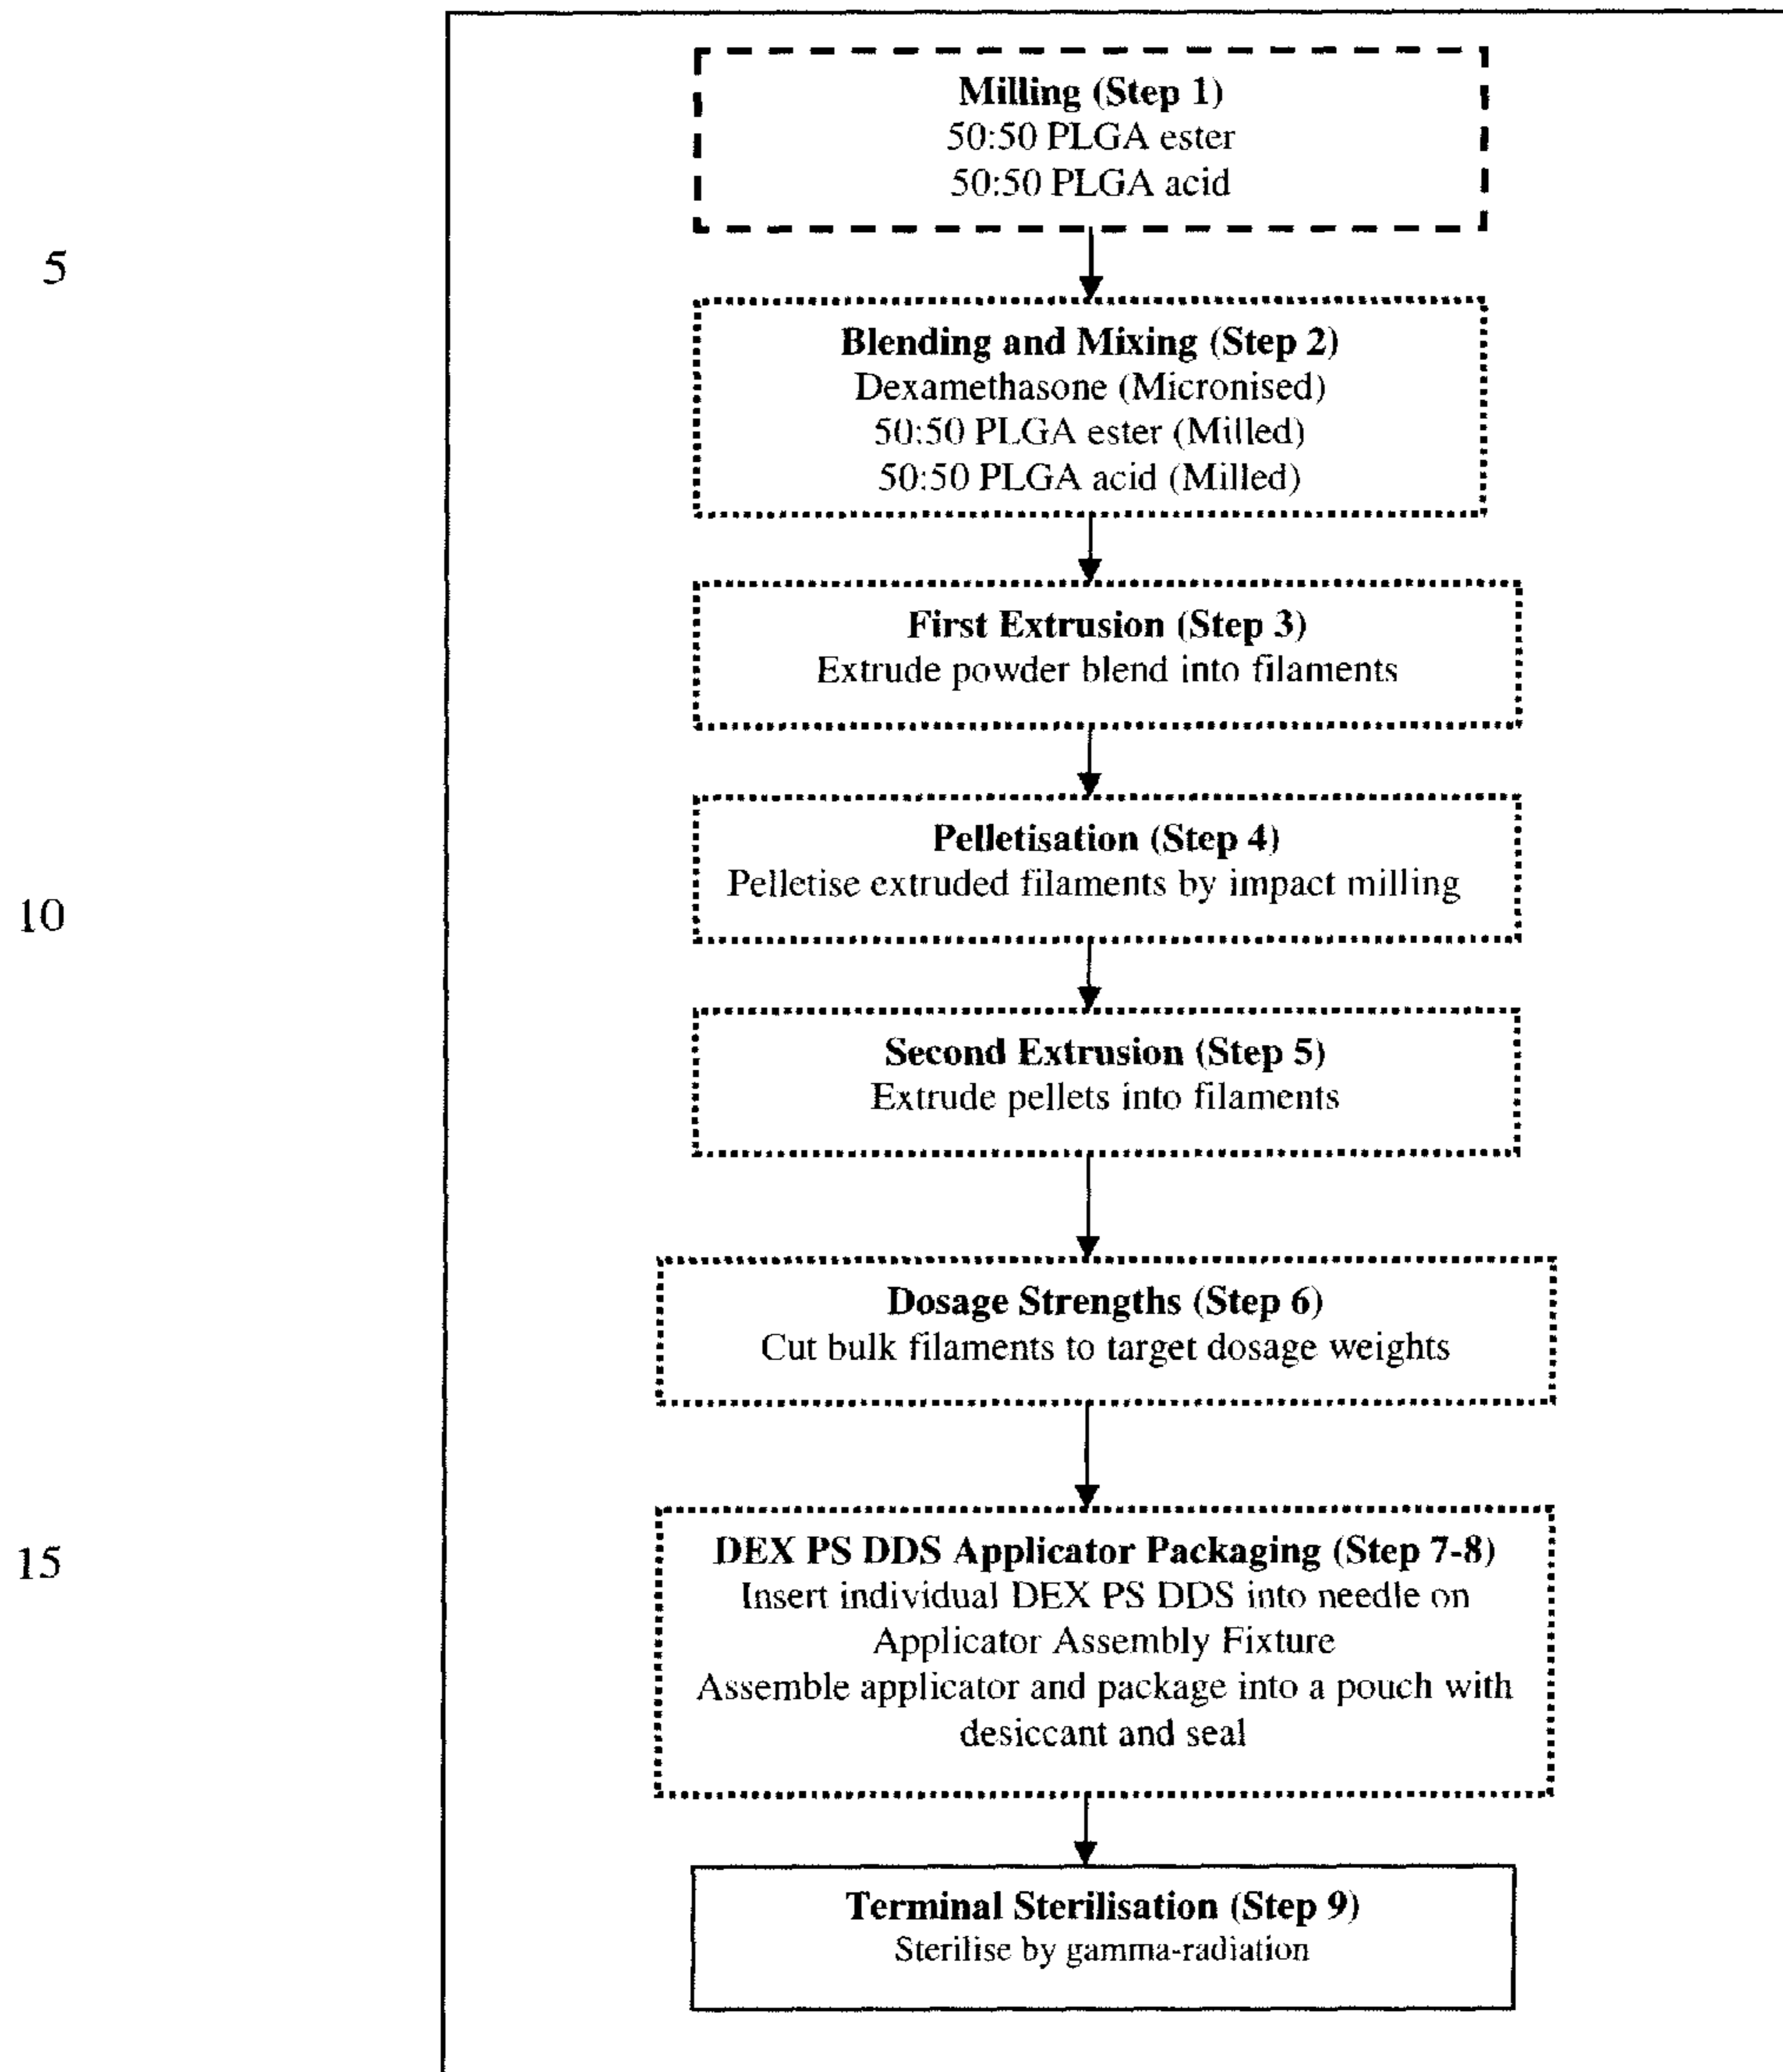 Milling (Step 1)
50:50 PLGA ester
50:50 PLGA acid
5
Blending and Mixing (Step 2)
Dexamethasone (Micronised)
50:50 PLGA ester (Milled)
50:50 PLGA acid (Milled)
First Extrusion (Step 3)
Extrude powder blend into filaments
Pelletisation (Step 4)
Pelletise extruded filaments by impact milling
10
Second Extrusion (Step 5)
Extrude pellets into filaments
Dosage Strengths (Step 6)
Cut bulk filaments to target dosage weights
DEX PS DDS Applicator Packaging (Step 7-8)
15
Insert individual DEX PS DDS into needle on
Applicator Assembly Fixture
Assemble applicator and package into a pouch with
desiccant and seal
Terminal Sterilisation (Step 9)
Sterilise by gamma-radiation